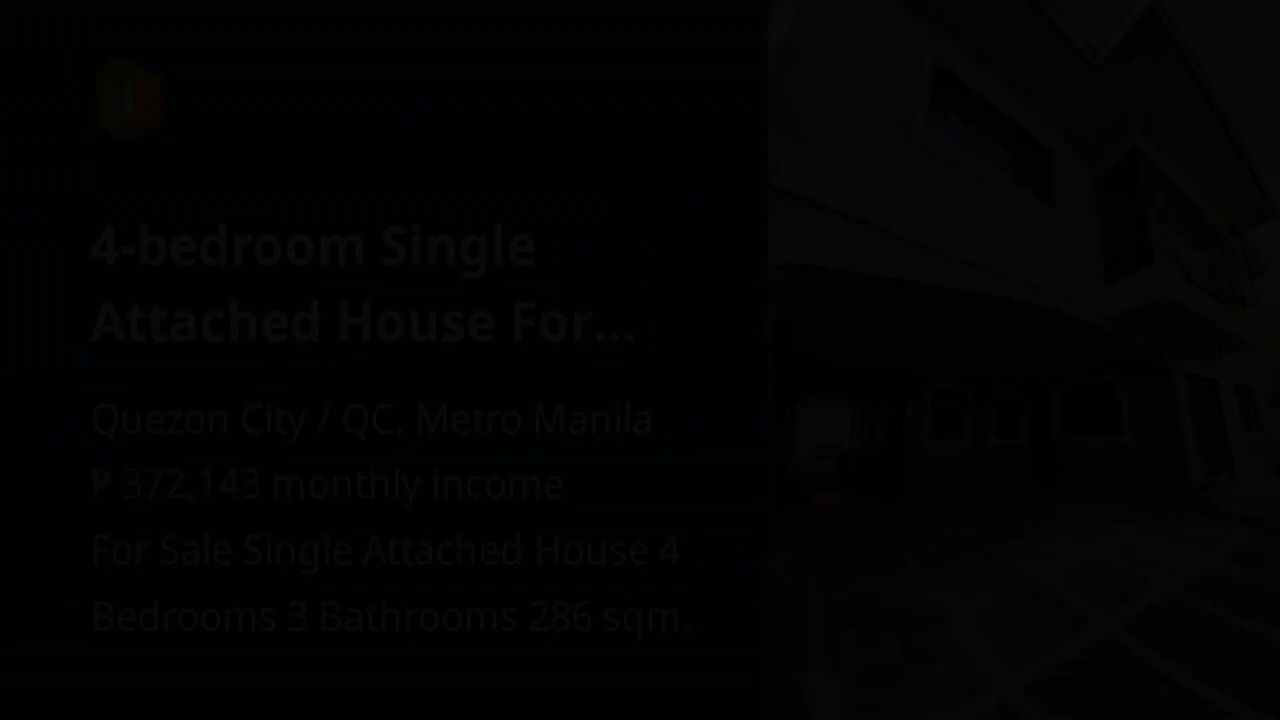 4-bedroom Single
Attached House For...
Quezon City / QC, Metro Manila
₱ 372,143 monthly income
For Sale Single Attached House 4
Bedrooms 3 Bathrooms 286 sqm.